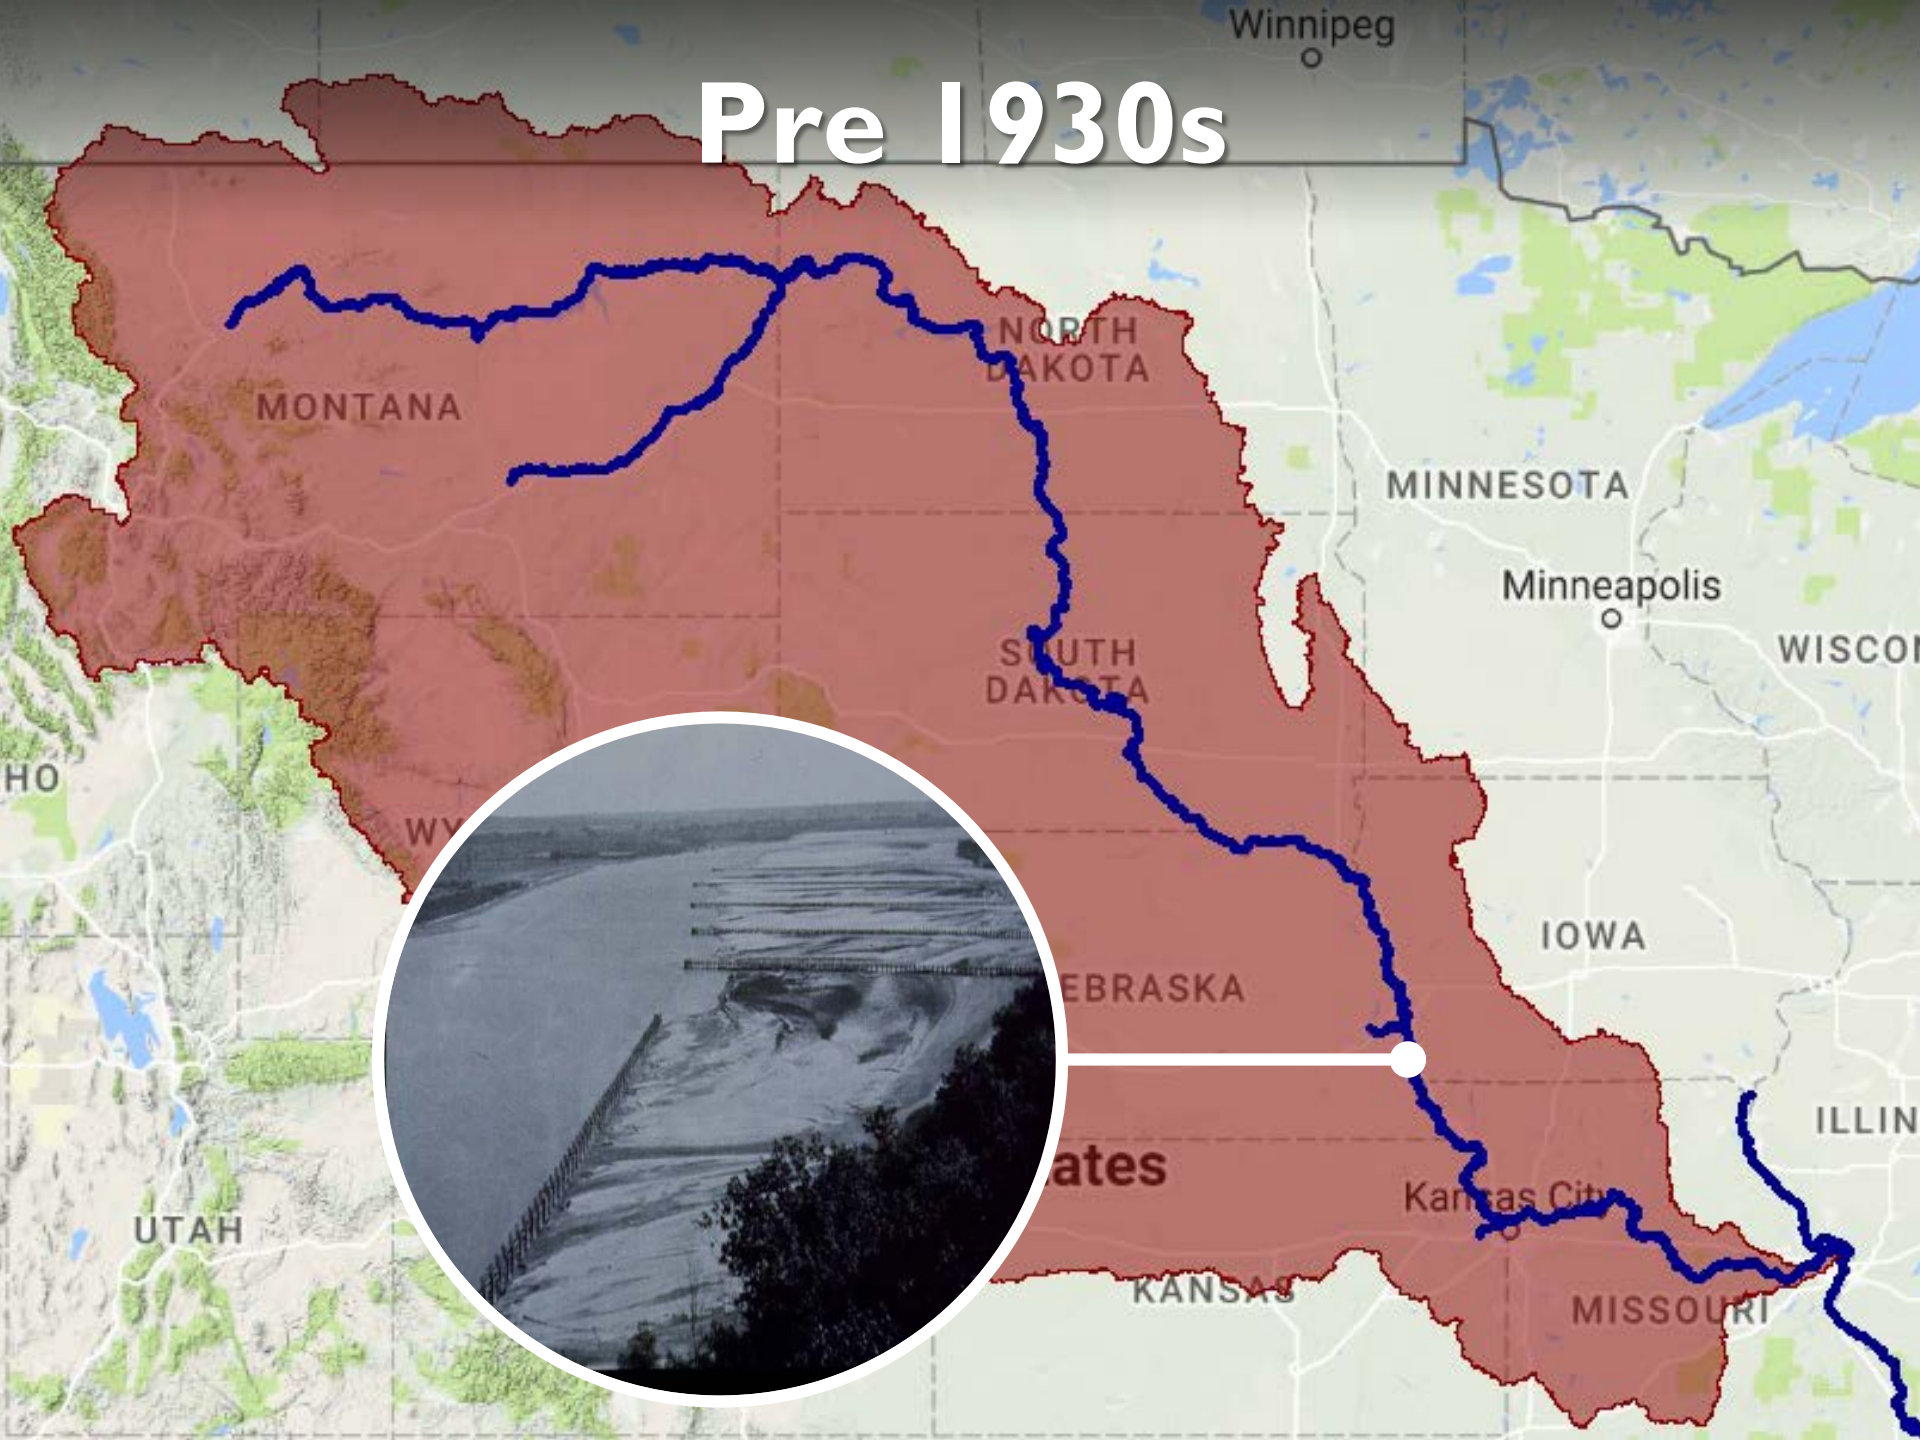 Winnipeg
Pre 1930s
NORTH
DAKOTA
MONTANA
MINNESOTA
Minneapolis
SOUTH
DAKOTA
WISCON
HO
WY
IOWA
EBRASKA
ILLIN
ates
Kansas City
UTAH
KANSAS
MISSOURI